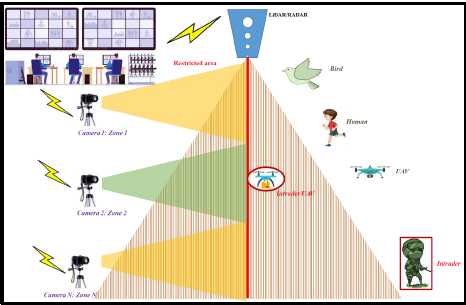 LiDAR/RADAR
Restricted area
Bird
Camera 1: Zone 1
Human
UAV
Intruder UAV
Camera 2: Zone 2
Intruder
Camera N: Zone N